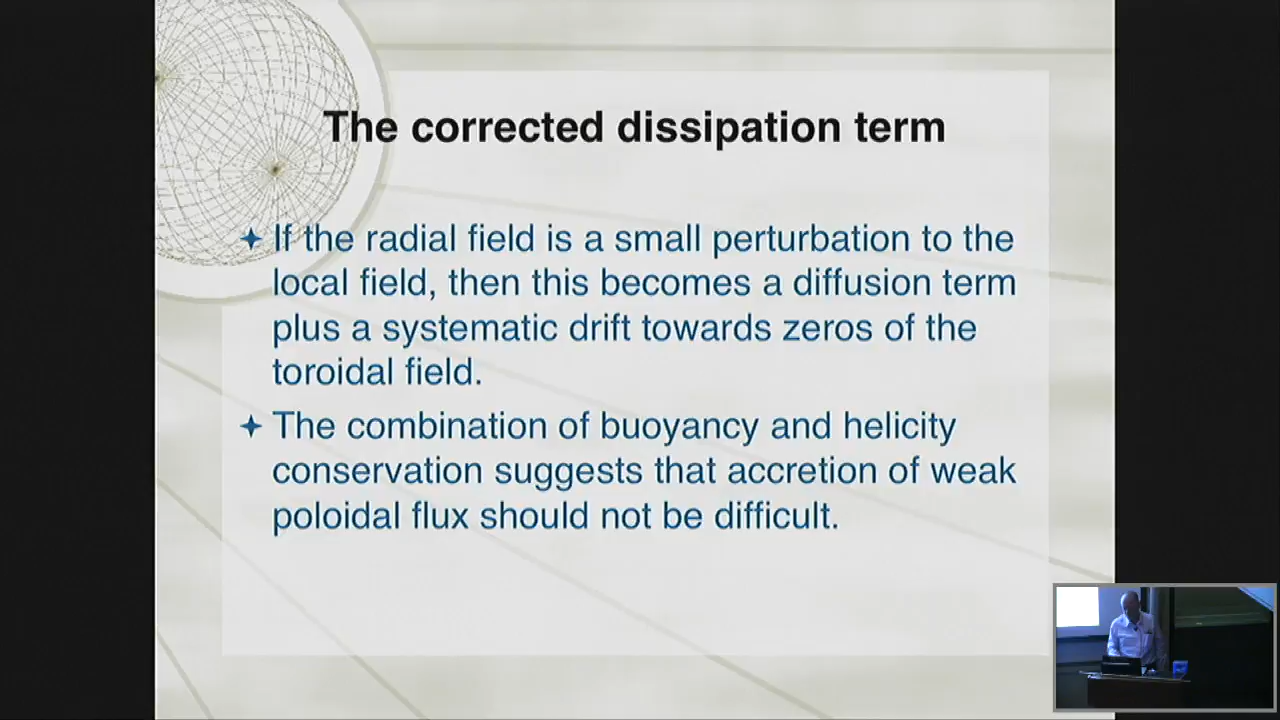 The corrected dissipation term
If the radial field is a small perturbation to the
local field, then this becomes a diffusion term
plus a systematic drift towards zeros of the
toroidal field.
The combination of buoyancy and helicity
conservation suggests that accretion of weak
poloidal flux should not be difficult.